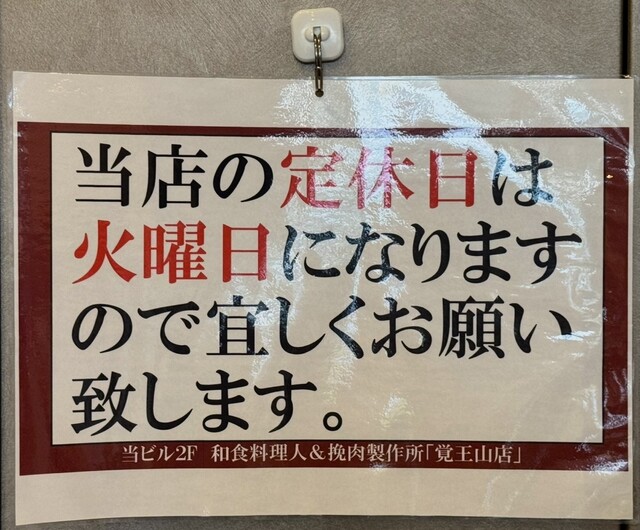 当店の定休日は
火曜日になります
ので宜しくお願い
致します。
当ビル2F 和食料理人&挽肉製作所「覚王山店」